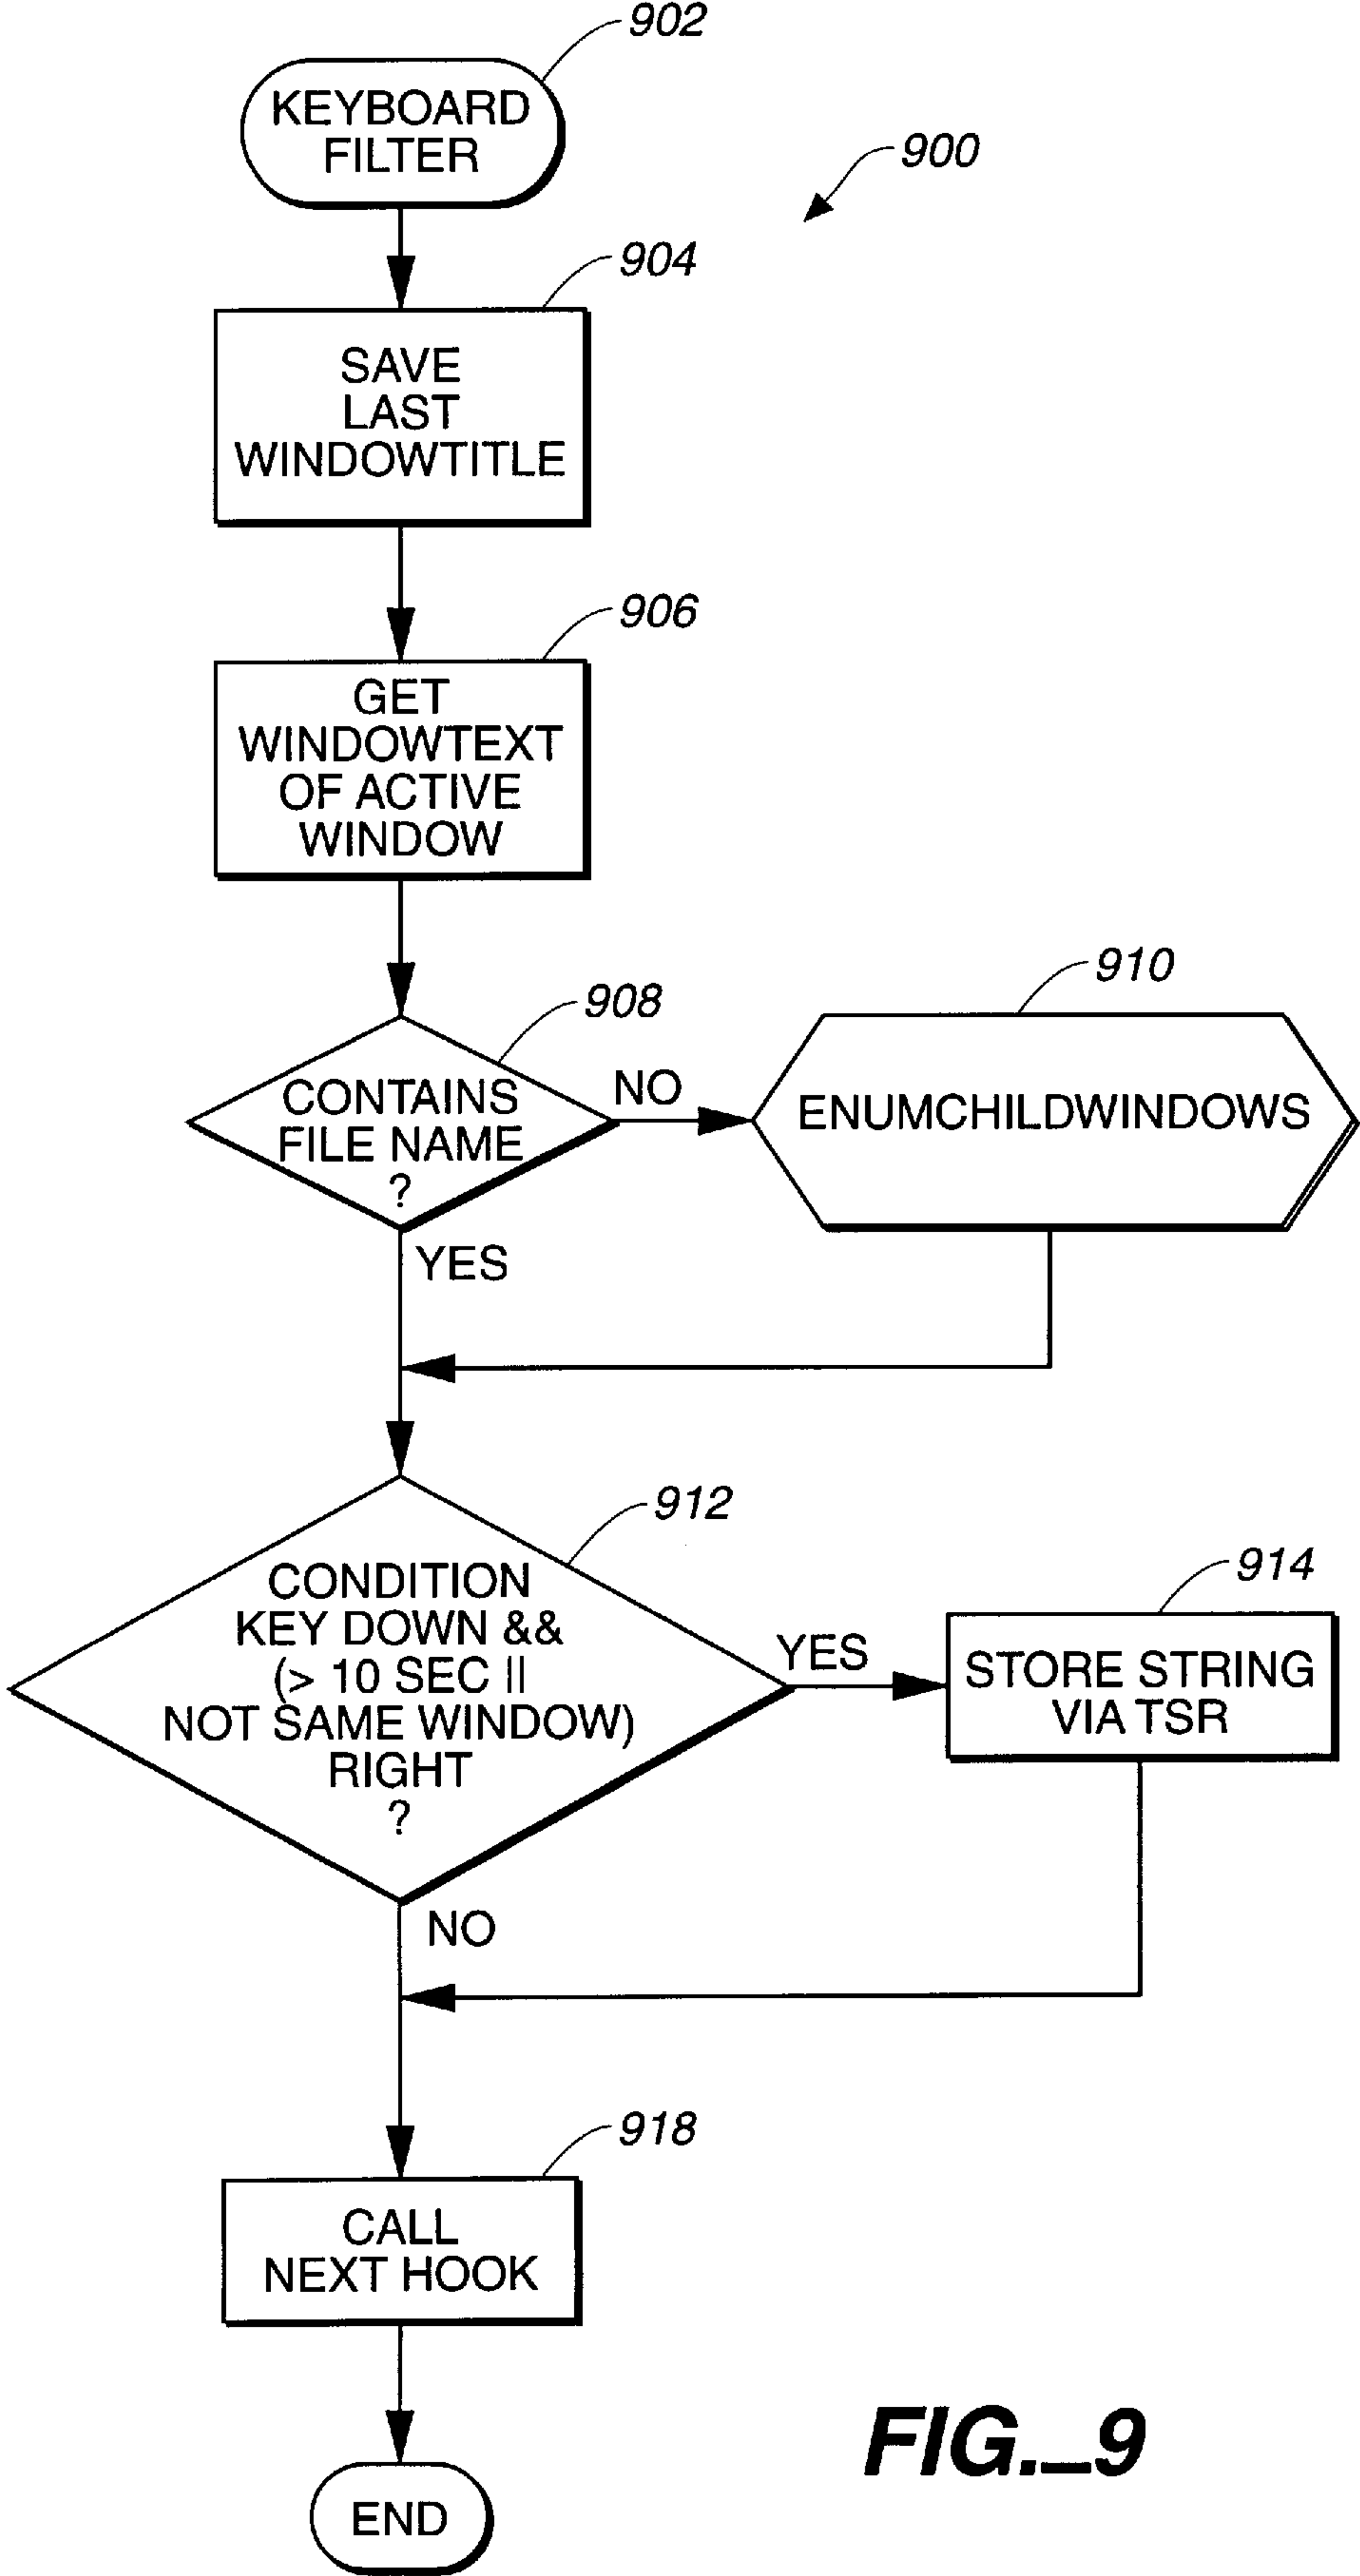 902
KEYBOARD
FILTER
900
904
SAVE
LAST
WINDOWTITLE
906
GET
WINDOWTEXT
OF ACTIVE
WINDOW
908
CONTAINS
FILE NAME
?
NO
910
ENUMCHILDWINDOWS
YES
912
CONDITION
KEY DOWN &&
(> 10 SEC ||
NOT SAME WINDOW)
RIGHT
?
YES
914
STORE STRING
VIA TSR
NO
918
CALL
NEXT HOOK
END
FIG._9